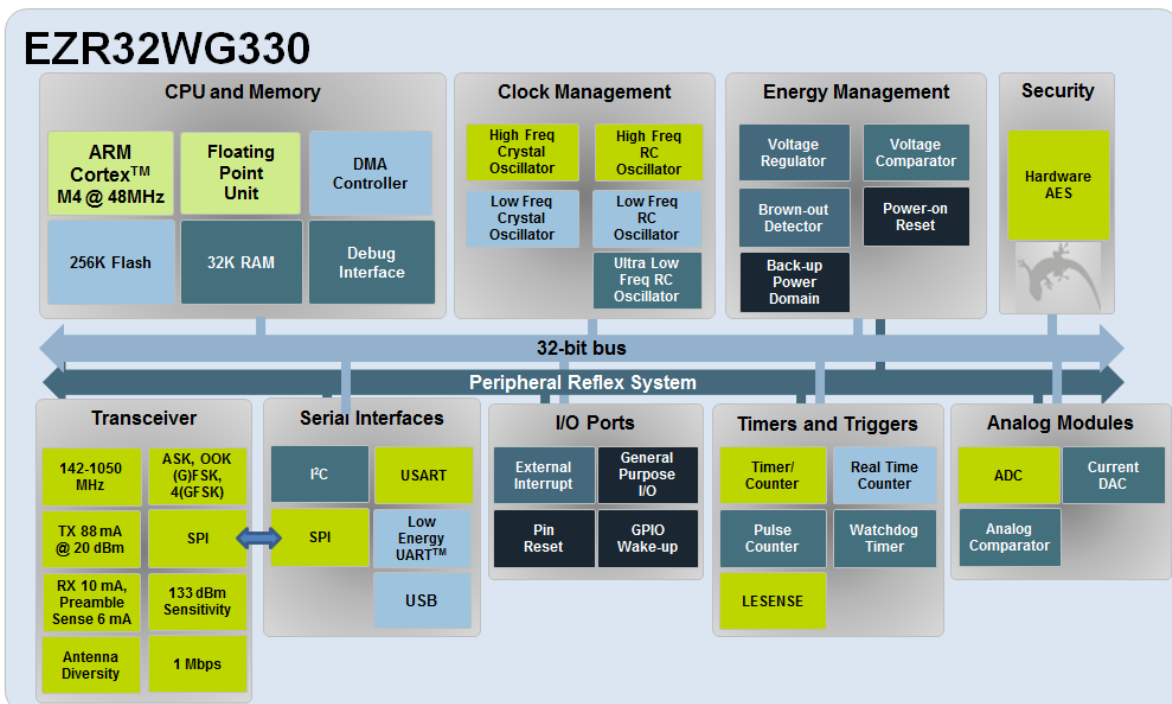 EZR32WG330
CPU and Memory
ARM
Cortex™
M4 @ 48MHz
Floating
Point
Unit
DMA
Controller
256K Flash
32K RAM
Debug
Interface
Clock Management
High Freq
Crystal
Oscillator
High Freq
RC
Oscillator
Low Freq
Crystal
Oscillator
Low Freq
RC
Oscillator
Ultra Low
Freq RC
Oscillator
Energy Management
Voltage
Regulator
Voltage
Comparator
Brown-out
Detector
Power-on
Reset
Back-up
Power
Domain
Security
Hardware
AES
32-bit bus
Peripheral Reflex System
Transceiver
142-1050
MHz
ASK, OOK
(G)FSK,
4(GFSK)
TX 88 mA
@ 20 dBm
SPI
RX 10 mA,
Preamble
Sense 6 mA
133 dBm
Sensitivity
Antenna
Diversity
1 Mbps
Serial Interfaces
I²C
USART
SPI
Low
Energy
UART™
USB
I/O Ports
External
Interrupt
General
Purpose
I/O
Pin
Reset
GPIO
Wake-up
Timers and Triggers
Timer/
Counter
Real Time
Counter
Pulse
Counter
Watchdog
Timer
LESENSE
Analog Modules
ADC
Current
DAC
Analog
Comparator